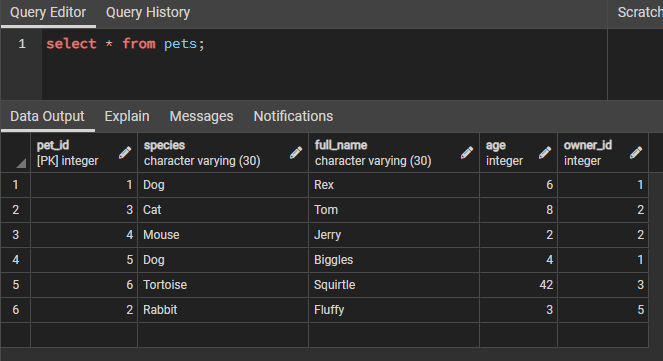 Query Editor Query History Scratch
1 select * from pets;
Data Output Explain Messages Notifications
pet_id species full_name age owner_id
[PK] integer character varying (30) character varying (30) integer integer
1 1 Dog Rex 6 1
2 3 Cat Tom 8 2
3 4 Mouse Jerry 2 2
4 5 Dog Biggles 4 1
5 6 Tortoise Squirtle 42 3
6 2 Rabbit Fluffy 3 5